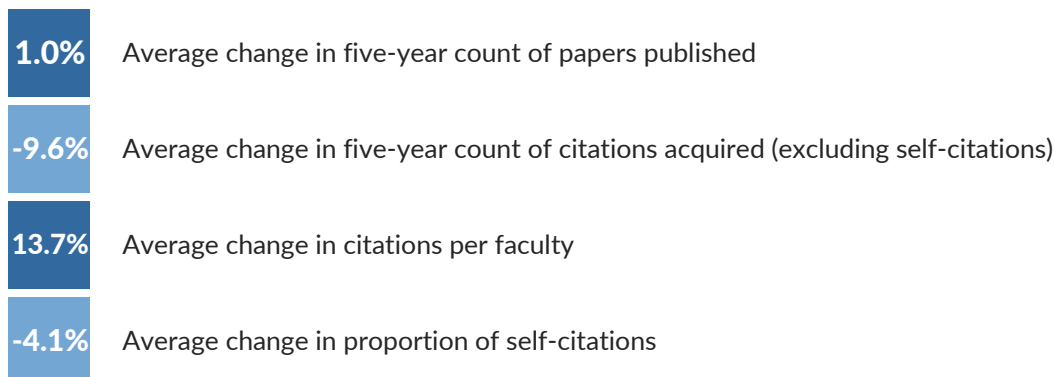 1.0% Average change in five-year count of papers published
-9.6% Average change in five-year count of citations acquired (excluding self-citations)
13.7% Average change in citations per faculty
-4.1% Average change in proportion of self-citations